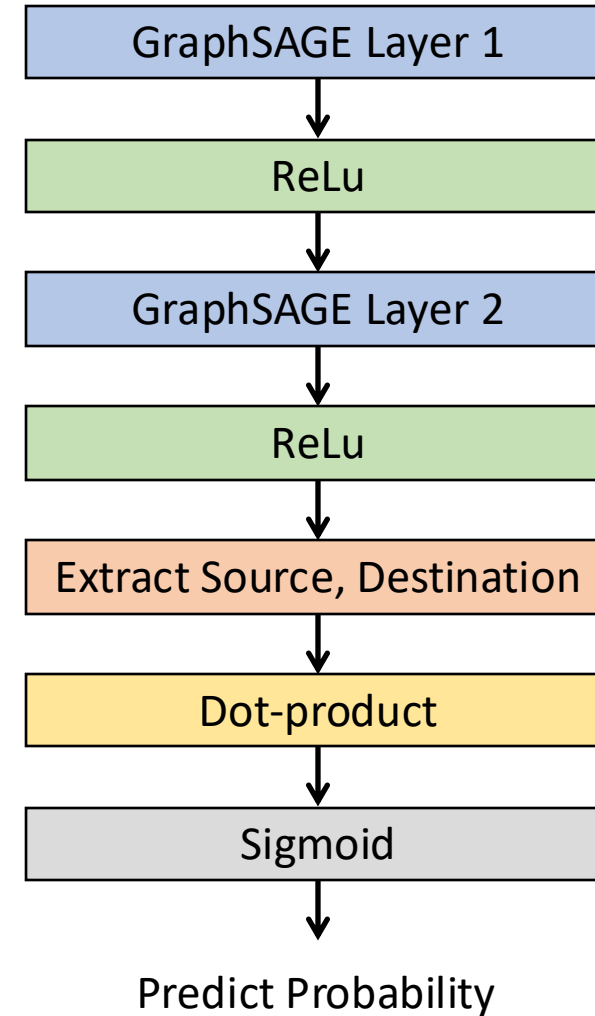 GraphSAGE Layer 1
ReLu
GraphSAGE Layer 2
ReLu
Extract Source, Destination
Dot-product
Sigmoid
Predict Probability